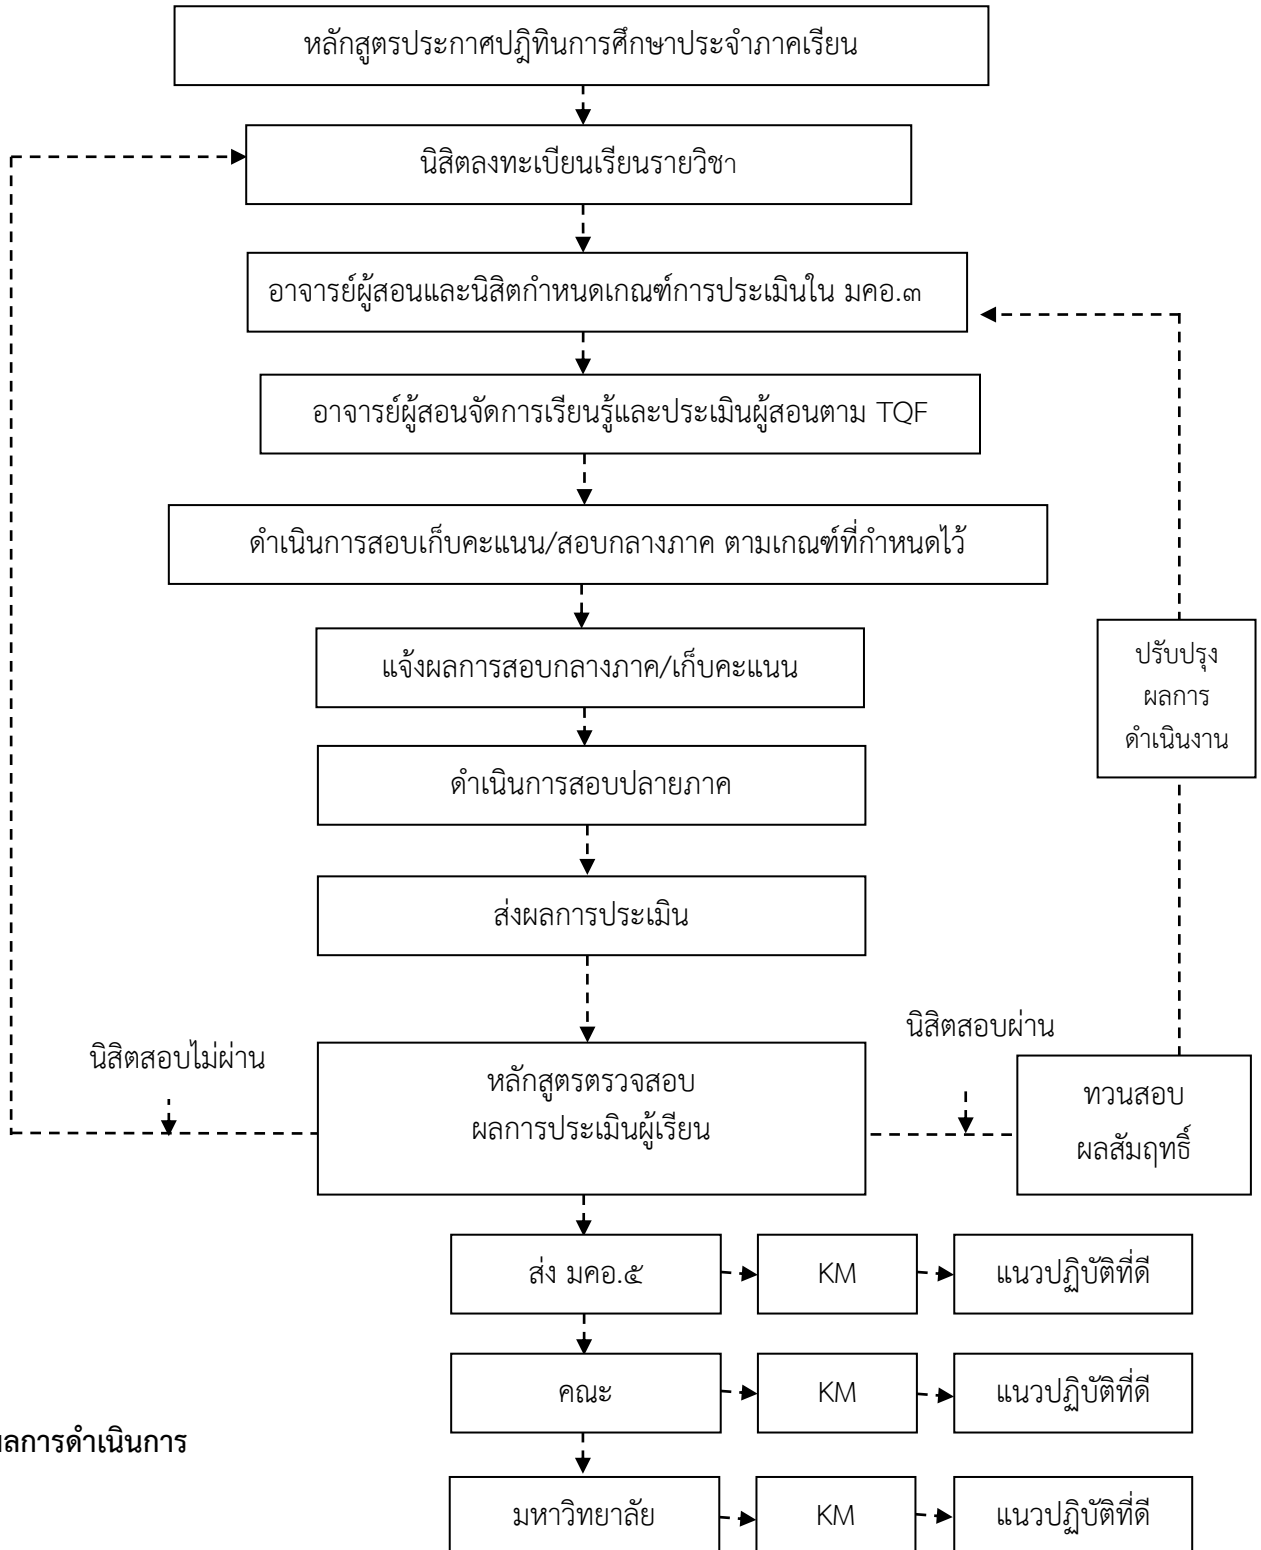 หลักสูตรประกาศปฎิทินการศึกษาประจำภาคเรียน
นิสิตลงทะเบียนเรียนรายวิชา
อาจารย์ผู้สอนและนิสิตกำหนดเกณฑ์การประเมินใน มคอ.๓
อาจารย์ผู้สอนจัดการเรียนรู้และประเมินผู้สอนตาม TQF
ดำเนินการสอบเก็บคะแนน/สอบกลางภาค ตามเกณฑ์ที่กำหนดไว้
แจ้งผลการสอบกลางภาค/เก็บคะแนน
ปรับปรุง
ผลการ
ดำเนินงาน
ดำเนินการสอบปลายภาค
ส่งผลการประเมิน
นิสิตสอบไม่ผ่าน
นิสิตสอบผ่าน
หลักสูตรตรวจสอบ
ผลการประเมินผู้เรียน
ทวนสอบ
ผลสัมฤทธิ์
ส่ง มคอ.๕
KM
แนวปฏิบัติที่ดี
คณะ
KM
แนวปฏิบัติที่ดี
ผลการดำเนินการ
มหาวิทยาลัย
KM
แนวปฏิบัติที่ดี